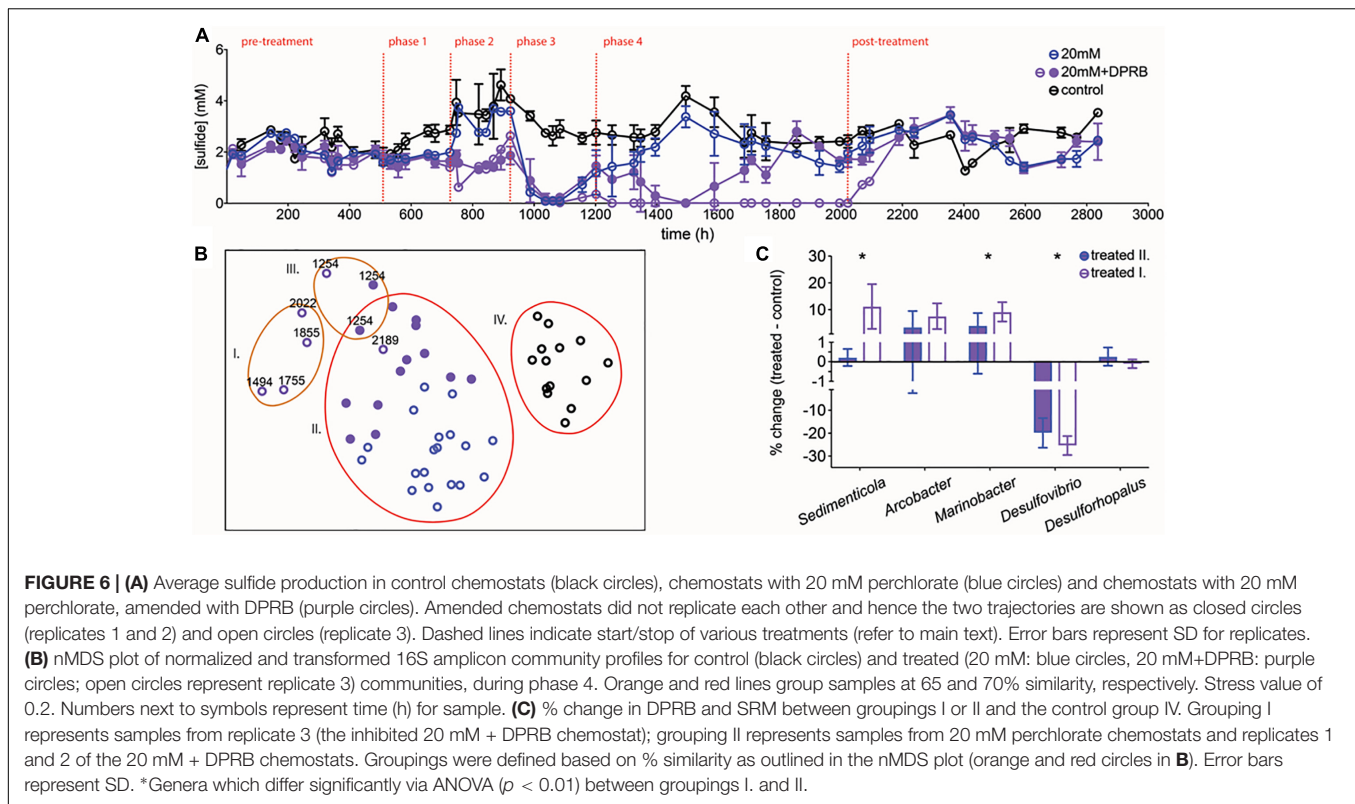 A
pre-treatment phase 1 phase 2 phase 3 phase 4 post-treatment
20mM
20mM+DPRB
control
[sulfide] (mM)
6
4
2
0
200 400 600 800 1000 1200 1400 1600 1800 2000 2200 2400 2600 2800 3000
time (h)
B
III.
1254
1254
2022
1254
1855
I.
2189
1494 1755
II.
IV.
C
treated II.
treated I.
% change (treated - control)
30
20
10
1
0
-1
-10
-20
-30
* * *
Sedimenticola
Arcobacter
Marinobacter
Desulfovibrio
Desulforhopalus
FIGURE 6 | (A) Average sulfide production in control chemostats (black circles), chemostats with 20 mM perchlorate (blue circles) and chemostats with 20 mM
perchlorate, amended with DPRB (purple circles). Amended chemostats did not replicate each other and hence the two trajectories are shown as closed circles
(replicates 1 and 2) and open circles (replicate 3). Dashed lines indicate start/stop of various treatments (refer to main text). Error bars represent SD for replicates.
(B) nMDS plot of normalized and transformed 16S amplicon community profiles for control (black circles) and treated (20 mM: blue circles, 20 mM+DPRB: purple
circles; open circles represent replicate 3) communities, during phase 4. Orange and red lines group samples at 65 and 70% similarity, respectively. Stress value of
0.2. Numbers next to symbols represent time (h) for sample. (C) % change in DPRB and SRM between groupings I or II and the control group IV. Grouping I
represents samples from replicate 3 (the inhibited 20 mM + DPRB chemostat); grouping II represents samples from 20 mM perchlorate chemostats and replicates 1
and 2 of the 20 mM + DPRB chemostats. Groupings were defined based on % similarity as outlined in the nMDS plot (orange and red circles in B). Error bars
represent SD. *Genera which differ significantly via ANOVA (p < 0.01) between groupings I. and II.